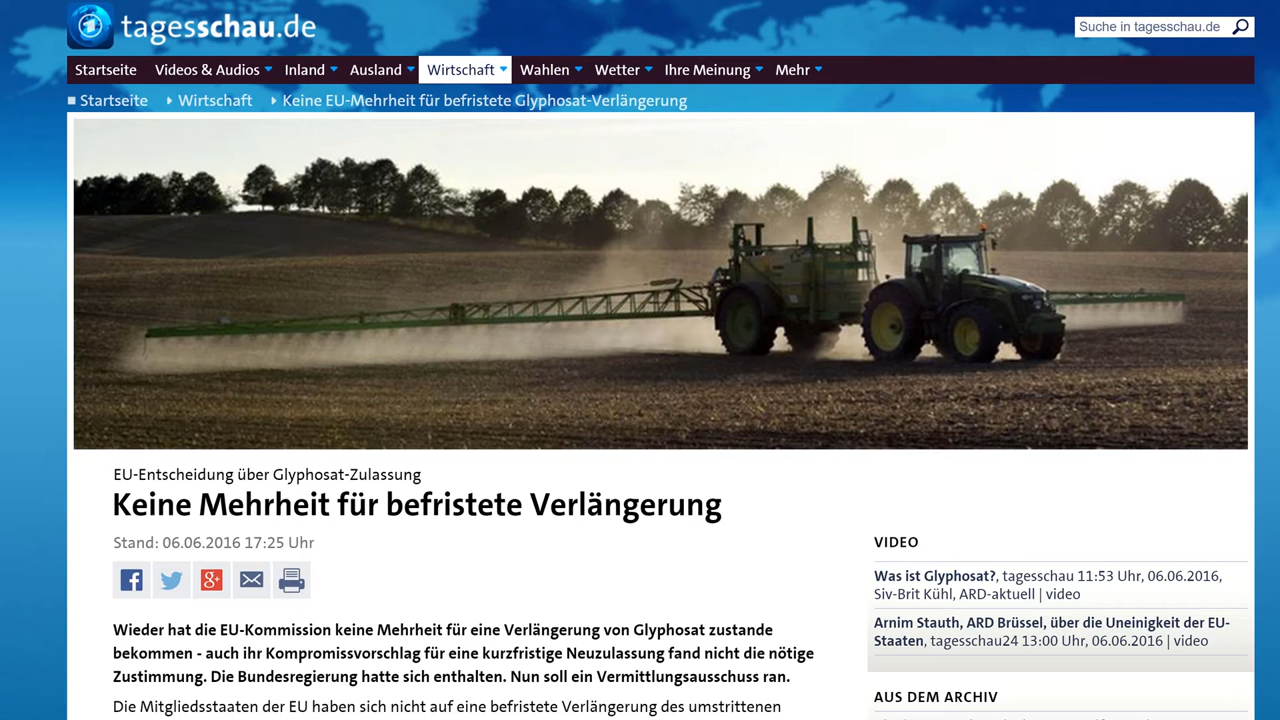 tagesschau.de
Suche in tagesschau.de
Startseite Videos & Audios Inland Ausland Wirtschaft Wahlen Wetter Ihre Meinung Mehr
Startseite Wirtschaft Keine EU-Mehrheit für befristete Glyphosat-Verlängerung
EU-Entscheidung über Glyphosat-Zulassung
Keine Mehrheit für befristete Verlängerung
Stand: 06.06.2016 17:25 Uhr
Wieder hat die EU-Kommission keine Mehrheit für eine Verlängerung von Glyphosat zustande
bekommen - auch ihr Kompromissvorschlag für eine kurzfristige Neuzulassung fand nicht die nötige
Zustimmung. Die Bundesregierung hatte sich enthalten. Nun soll ein Vermittlungsausschuss ran.
Die Mitgliedsstaaten der EU haben sich nicht auf eine befristete Verlängerung des umstrittenen
VIDEO
Was ist Glyphosat?, tagesschau 11:53 Uhr, 06.06.2016,
Siv-Brit Kühl, ARD-aktuell | video
Arnim Stauth, ARD Brüssel, über die Uneinigkeit der EU-
Staaten, tagesschau24 13:00 Uhr, 06.06.2016 | video
AUS DEM ARCHIV